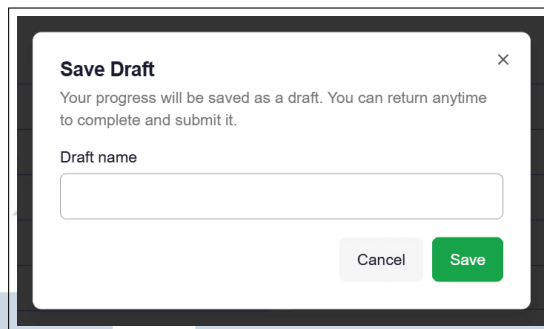 Save Draft
Your progress will be saved as a draft. You can return anytime
to complete and submit it.
Draft name
Cancel
Save